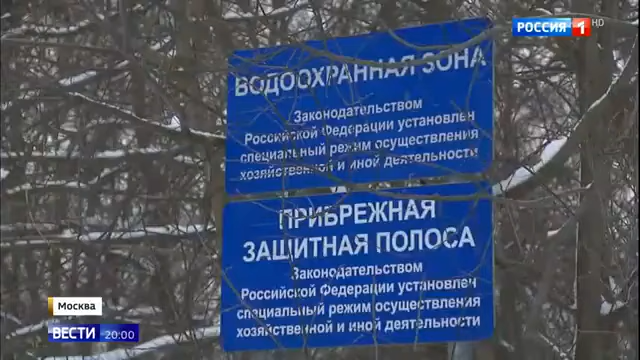 РОССИЯ 1 HD
ВОДООХРАННАЯ ЗОНА
Законодательством
Российской Федерации установлен
специальный режим осуществления
хозяйственной и иной деятельности
ПРИБРЕЖНАЯ
ЗАЩИТНАЯ ПОЛОСА
Законодательством
Российской Федерации установлен
специальный режим осуществления
хозяйственной и иной деятельности
Москва
ВЕСТИ 20:00